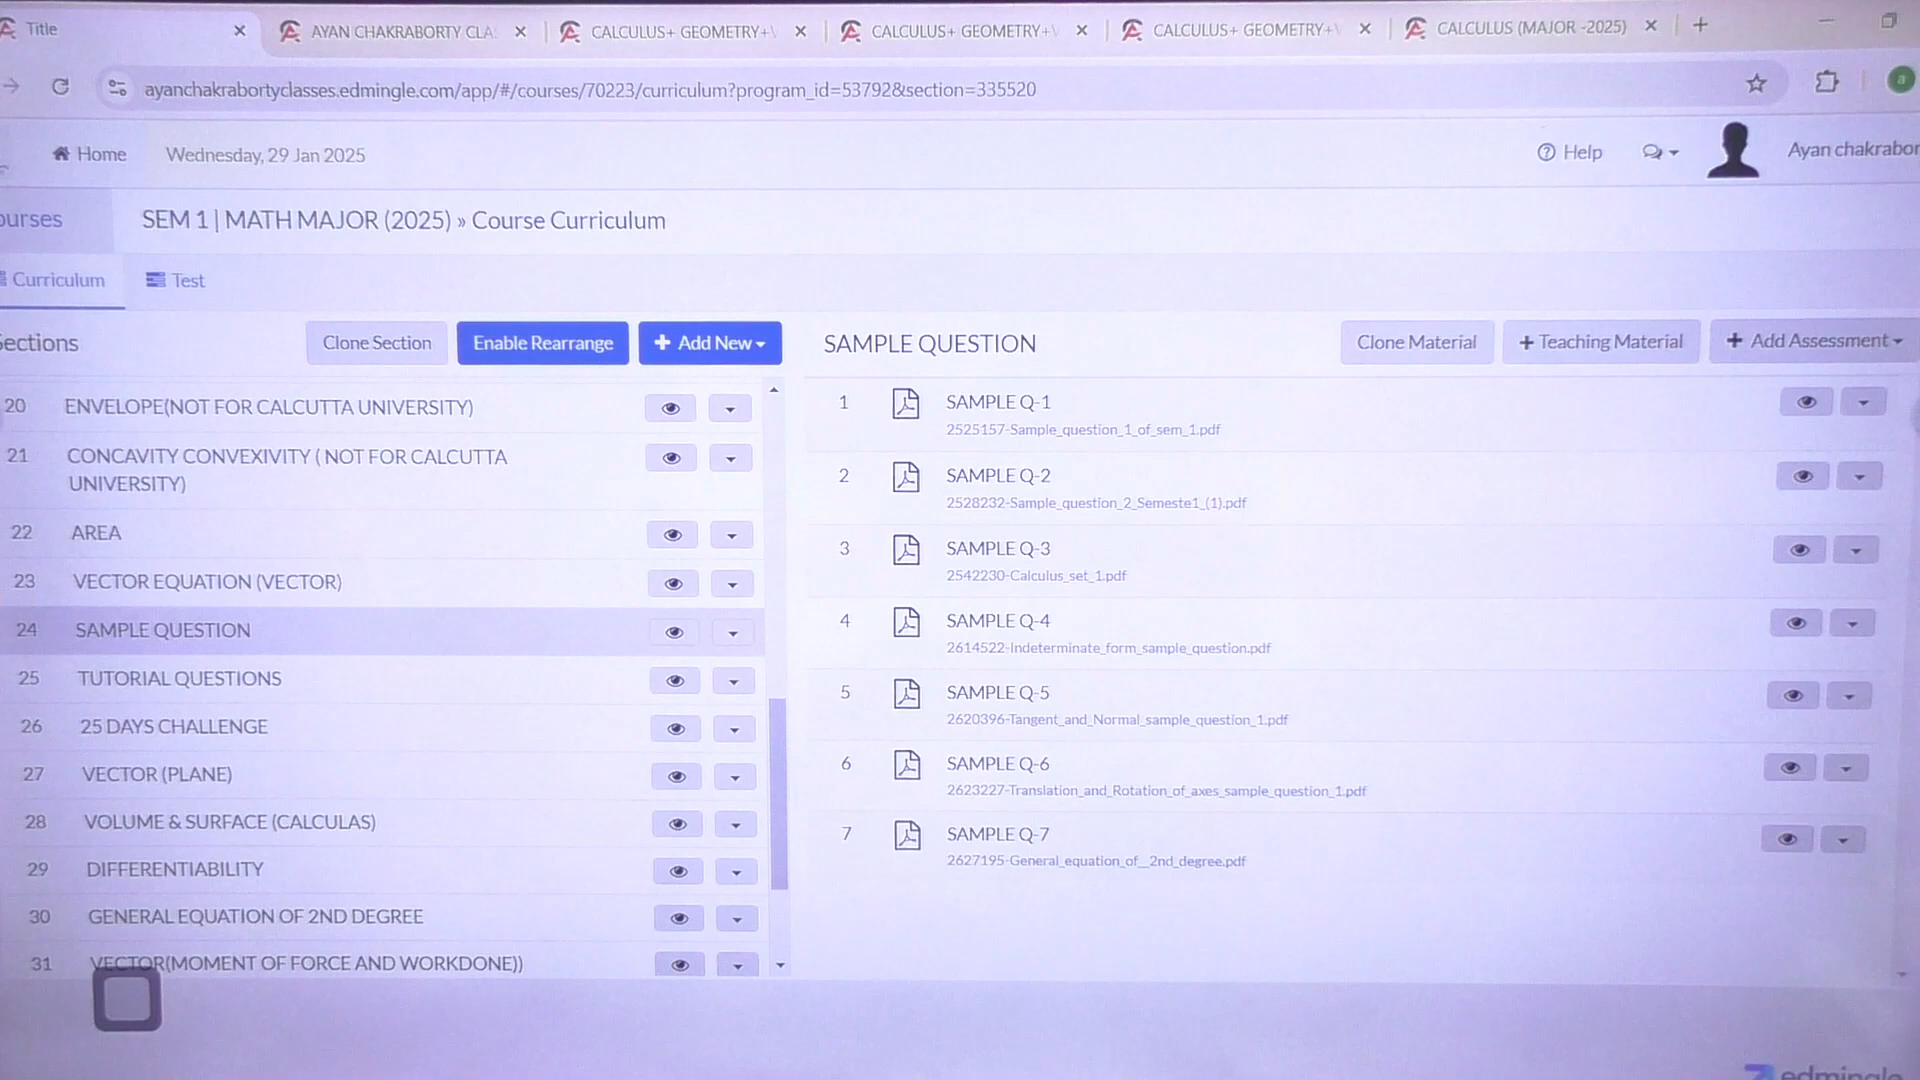 Title
AYAN CHAKRABORTY CLA
CALCULUS+ GEOMETRY+
CALCULUS+ GEOMETRY+
CALCULUS+ GEOMETRY+
CALCULUS (MAJOR -2025)
ayanchakrabortyclasses.edmingle.com/app/#/courses/70223/curriculum?program_id=53792&section=335520
a
Home
Wednesday, 29 Jan 2025
Help
Ayan chakrabor
ourses
SEM 1 | MATH MAJOR (2025) » Course Curriculum
Curriculum
Test
Sections
Clone Section
Enable Rearrange
+ Add New
20 ENVELOPE(NOT FOR CALCUTTA UNIVERSITY)
21 CONCAVITY CONVEXIVITY ( NOT FOR CALCUTTA
UNIVERSITY)
22 AREA
23 VECTOR EQUATION (VECTOR)
24 SAMPLE QUESTION
25 TUTORIAL QUESTIONS
26 25 DAYS CHALLENGE
27 VECTOR (PLANE)
28 VOLUME & SURFACE (CALCULAS)
29 DIFFERENTIABILITY
30 GENERAL EQUATION OF 2ND DEGREE
31 VECTOR(MOMENT OF FORCE AND WORKDONE))
SAMPLE QUESTION
Clone Material
+ Teaching Material
+ Add Assessment
1 SAMPLE Q-1
2525157-Sample_question_1_of_sem_1.pdf
2 SAMPLE Q-2
2528232-Sample_question_2_Semeste1_(1).pdf
3 SAMPLE Q-3
2542230-Calculus_set_1.pdf
4 SAMPLE Q-4
2614522-Indeterminate_form_sample_question.pdf
5 SAMPLE Q-5
2620396-Tangent_and_Normal_sample_question_1.pdf
6 SAMPLE Q-6
2623227-Translation_and_Rotation_of_axes_sample_question_1.pdf
7 SAMPLE Q-7
2627195-General_equation_of__2nd_degree.pdf
edmingle